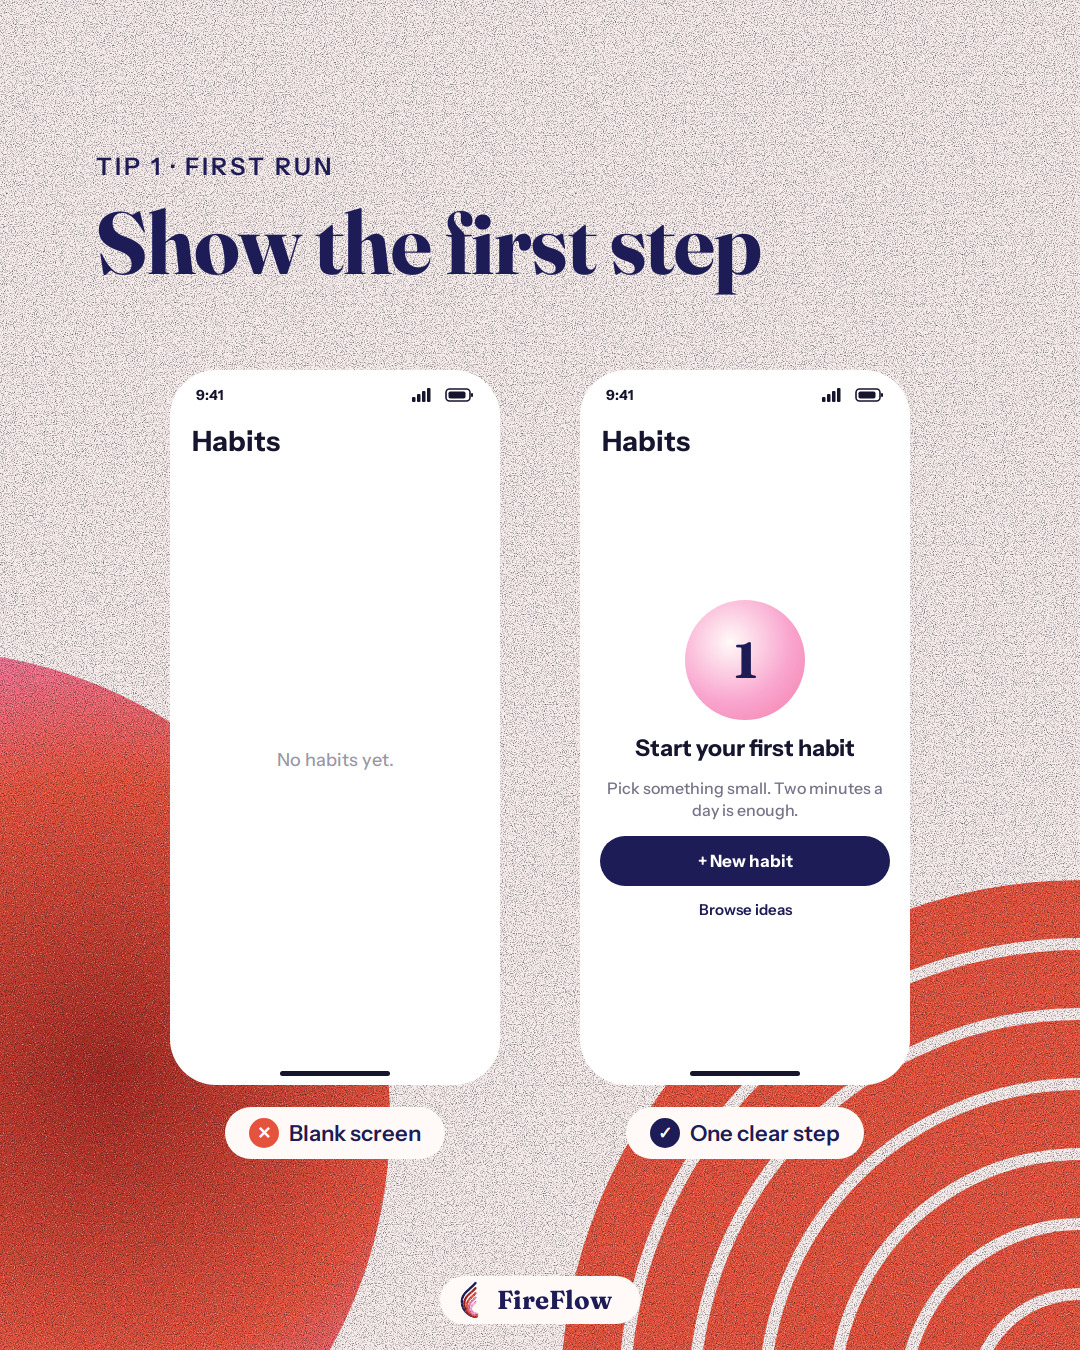 TIP 1 · FIRST RUN
Show the first step
9:41
Habits
No habits yet.
✕ Blank screen
9:41
Habits
1
Start your first habit
Pick something small. Two minutes a
day is enough.
+ New habit
Browse ideas
✓ One clear step
FireFlow